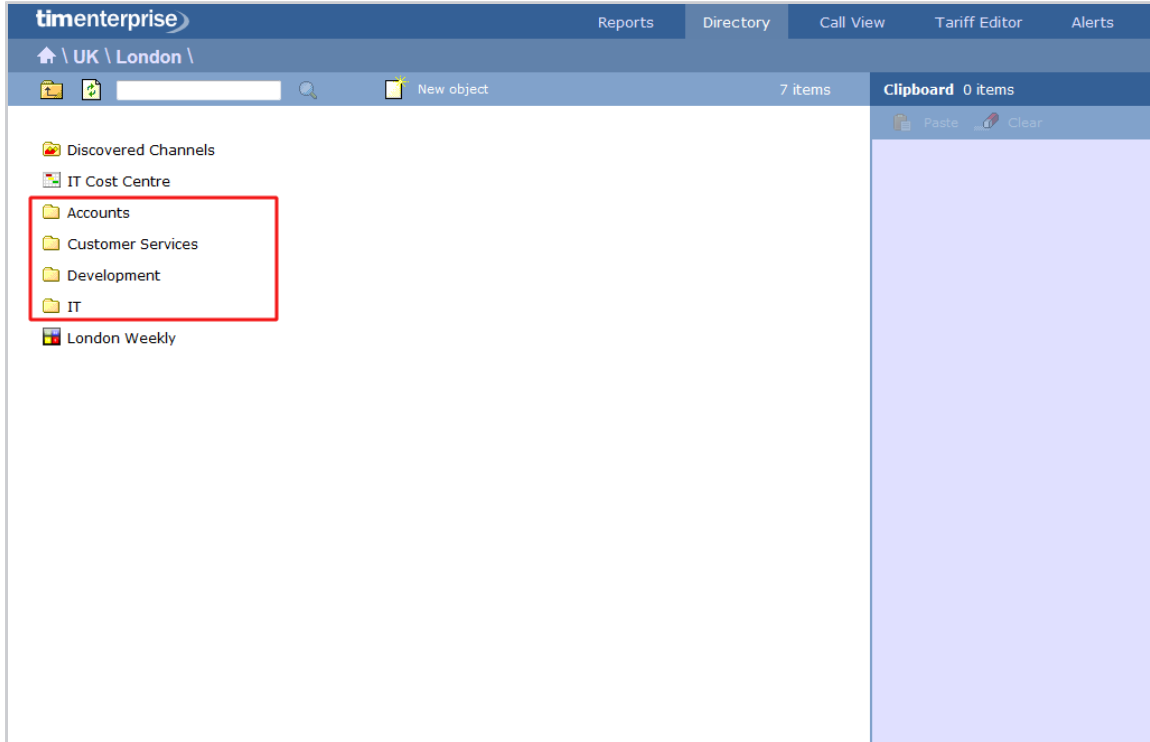 timenterprise
Reports Directory Call View Tariff Editor Alerts
\ UK \ London \
New object 7 items Clipboard 0 items
Paste Clear
Discovered Channels
IT Cost Centre
Accounts
Customer Services
Development
IT
London Weekly